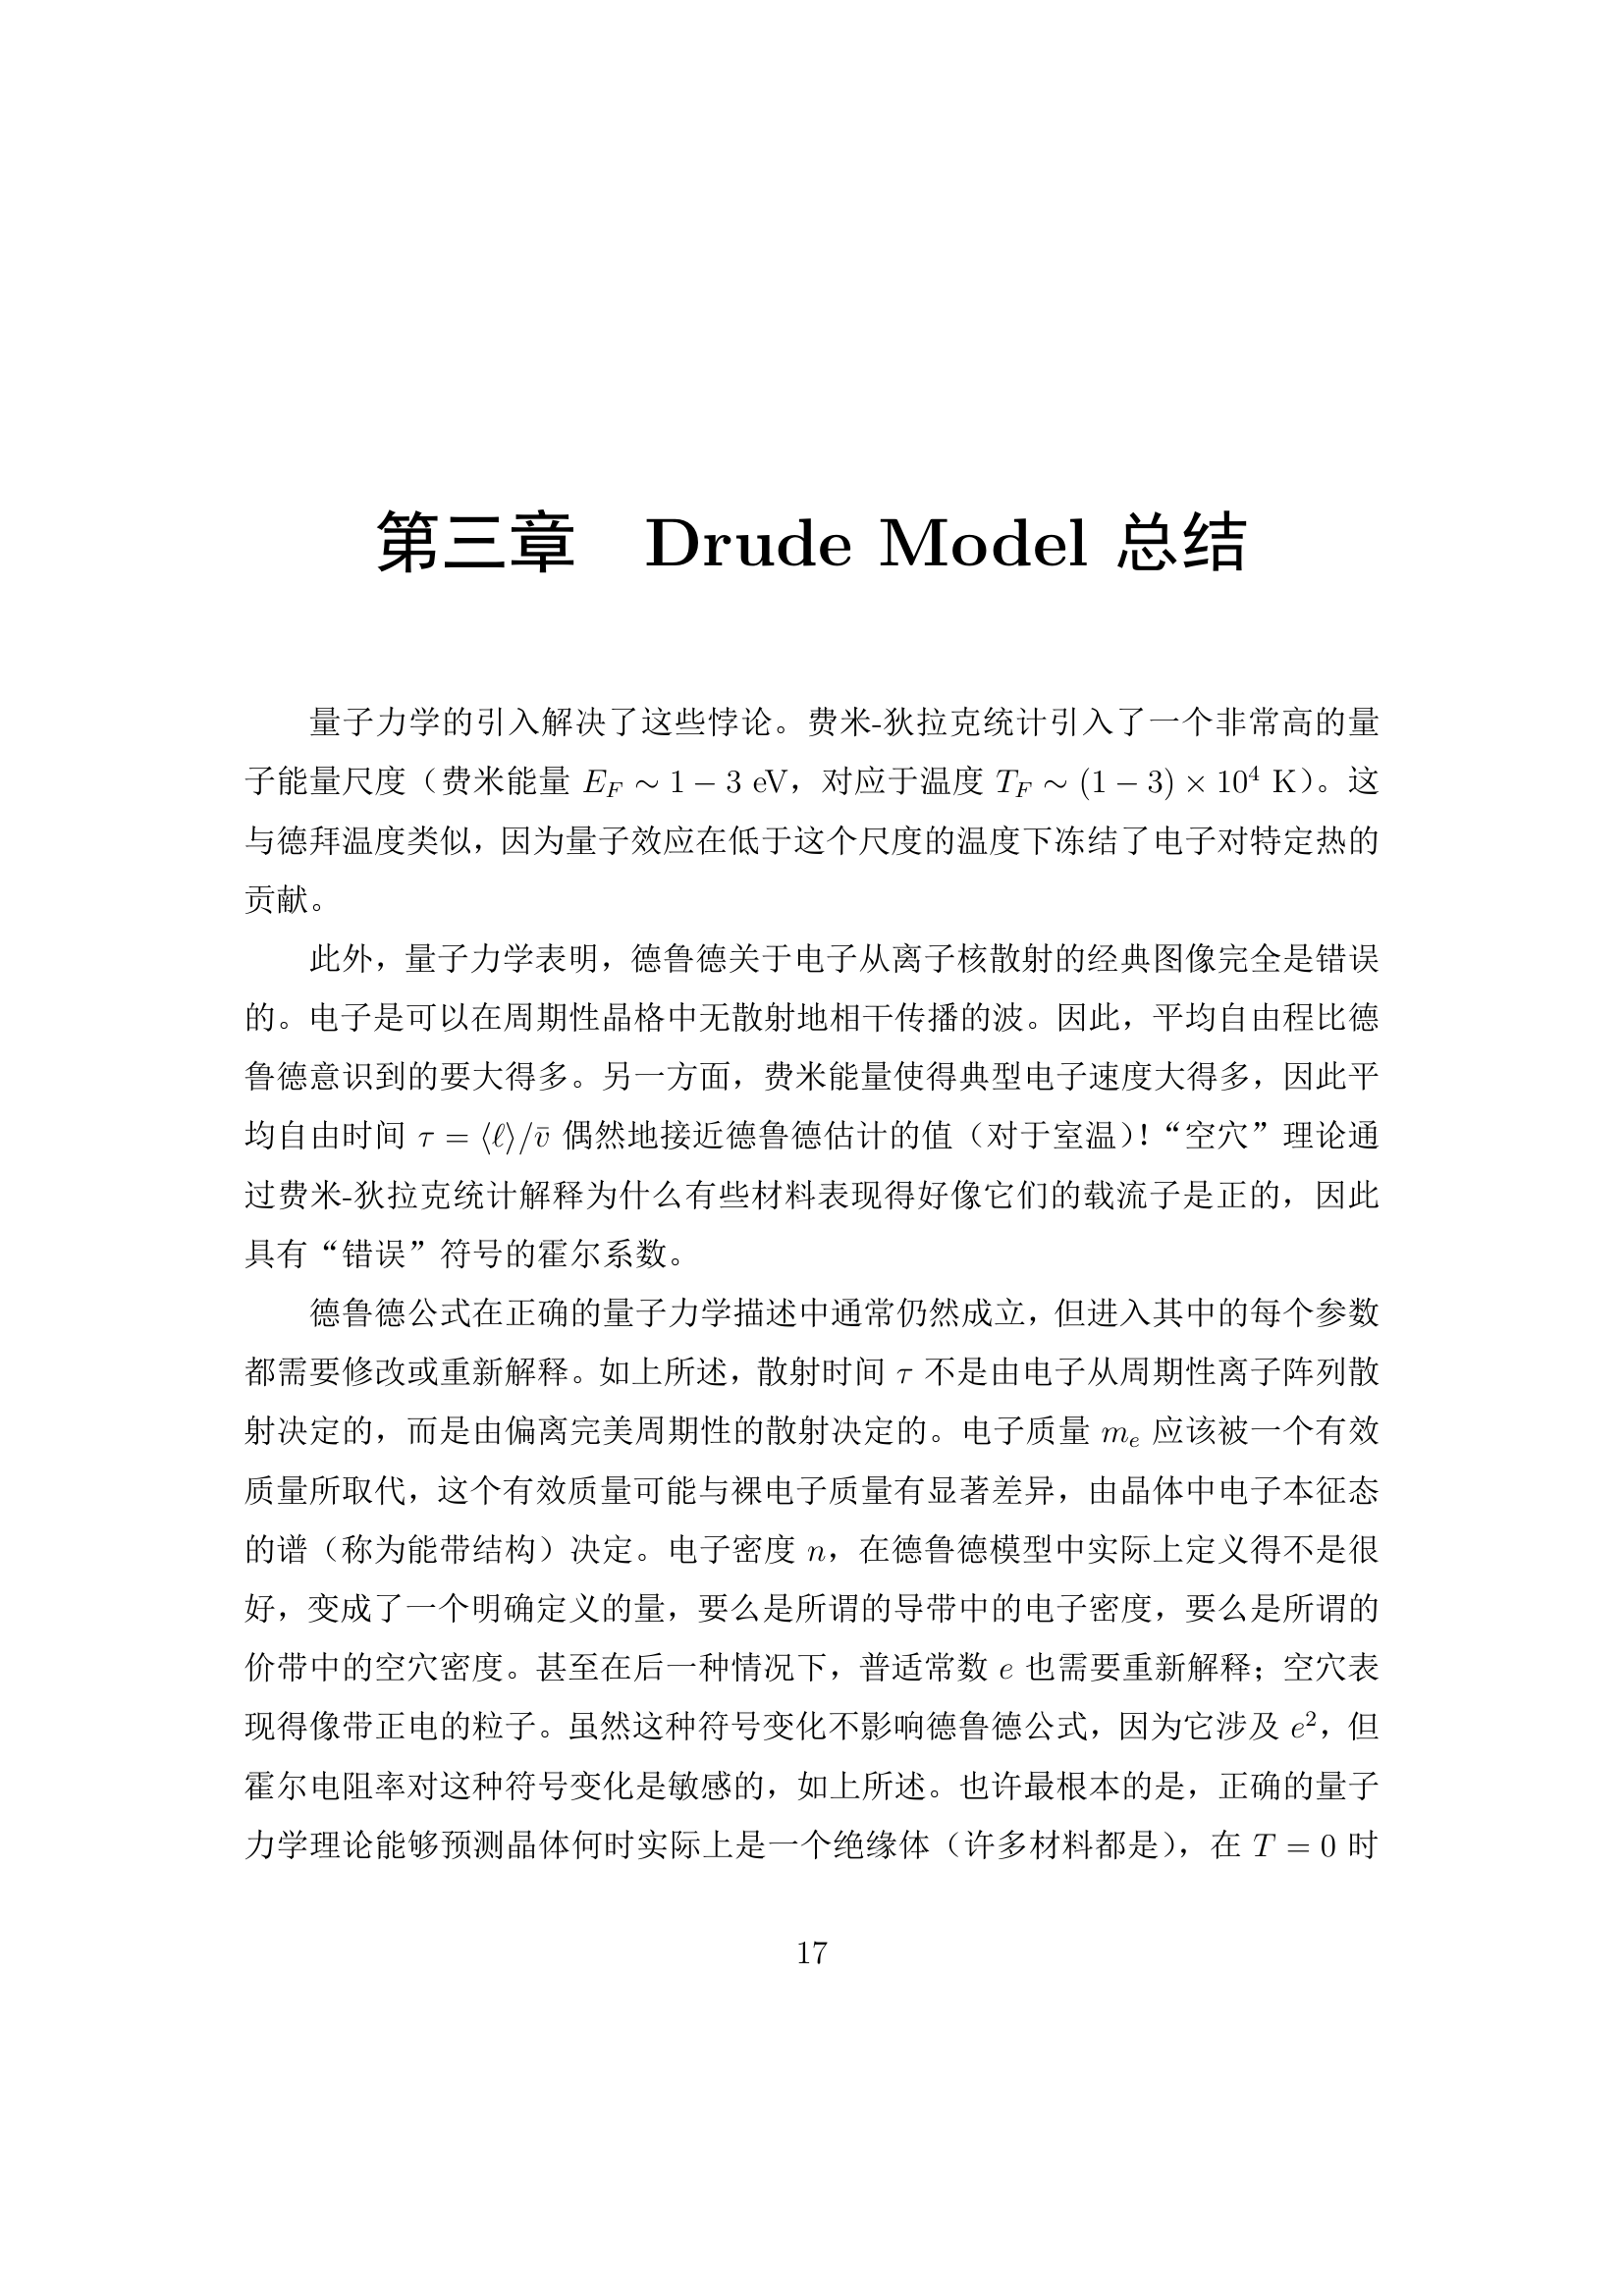 第三章 Drude Model 总结
量子力学的引入解决了这些悖论。费米-狄拉克统计引入了一个非常高的量
子能量尺度（费米能量 $E_F \sim 1 - 3$ eV，对应于温度 $T_F \sim (1 - 3) \times 10^4$ K）。这
与德拜温度类似，因为量子效应在低于这个尺度的温度下冻结了电子对特定热的
贡献。
此外，量子力学表明，德鲁德关于电子从离子核散射的经典图像完全是错误
的。电子是可以在周期性晶格中无散射地相干传播的波。因此，平均自由程比德
鲁德意识到的要大得多。另一方面，费米能量使得典型电子速度大得多，因此平
均自由时间 $\tau = \langle \ell \rangle / \bar{v}$ 偶然地接近德鲁德估计的值（对于室温）！“空穴”理论通
过费米-狄拉克统计解释为什么有些材料表现得好像它们的载流子是正的，因此
具有“错误”符号的霍尔系数。
德鲁德公式在正确的量子力学描述中通常仍然成立，但进入其中的每个参数
都需要修改或重新解释。如上所述，散射时间 $\tau$ 不是由电子从周期性离子阵列散
射决定的，而是由偏离完美周期性的散射决定的。电子质量 $m_e$ 应该被一个有效
质量所取代，这个有效质量可能与裸电子质量有显著差异，由晶体中电子本征态
的谱（称为能带结构）决定。电子密度 $n$，在德鲁德模型中实际上定义得不是很
好，变成了一个明确定义的量，要么是所谓的导带中的电子密度，要么是所谓的
价带中的空穴密度。甚至在后一种情况下，普适常数 $e$ 也需要重新解释；空穴表
现得像带正电的粒子。虽然这种符号变化不影响德鲁德公式，因为它涉及 $e^2$，但
霍尔电阻率对这种符号变化是敏感的，如上所述。也许最根本的是，正确的量子
力学理论能够预测晶体何时实际上是一个绝缘体（许多材料都是），在 $T = 0$ 时
17